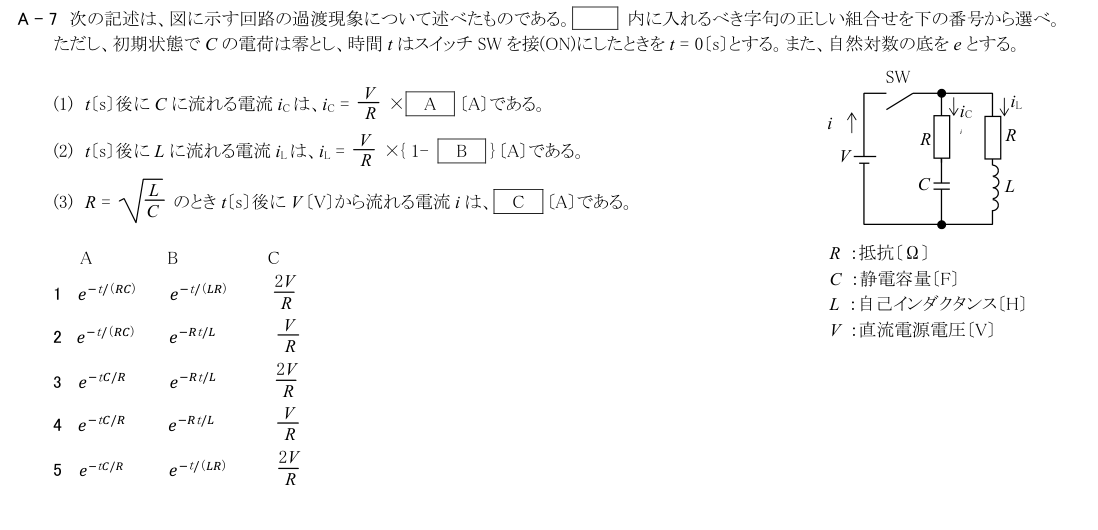 A-7 次の記述は、図に示す回路の過渡現象について述べたものである。 内に入れるべき字句の正しい組合せを下の番号から選べ。
ただし、初期状態で C の電荷は零とし、時間 t はスイッチ SW を接(ON)にしたときを t = 0〔s〕とする。また、自然対数の底を e とする。
(1) t〔s〕後に C に流れる電流 iC は、iC = V/R × A 〔A〕である。
(2) t〔s〕後に L に流れる電流 iL は、iL = V/R ×{ 1- B }〔A〕である。
(3) R = √(L/C) のとき t〔s〕後に V〔V〕から流れる電流 i は、 C 〔A〕である。
A B C
1 e^{-t/(RC)} e^{-t/(LR)} 2V/R
2 e^{-t/(RC)} e^{-Rt/L} V/R
3 e^{-tC/R} e^{-Rt/L} 2V/R
4 e^{-tC/R} e^{-Rt/L} V/R
5 e^{-tC/R} e^{-t/(LR)} 2V/R
SW
i ↑ ↓iC ↓iL
R R
V
C L
R :抵抗〔Ω〕
C :静電容量〔F〕
L :自己インダクタンス〔H〕
V :直流電源電圧〔V〕